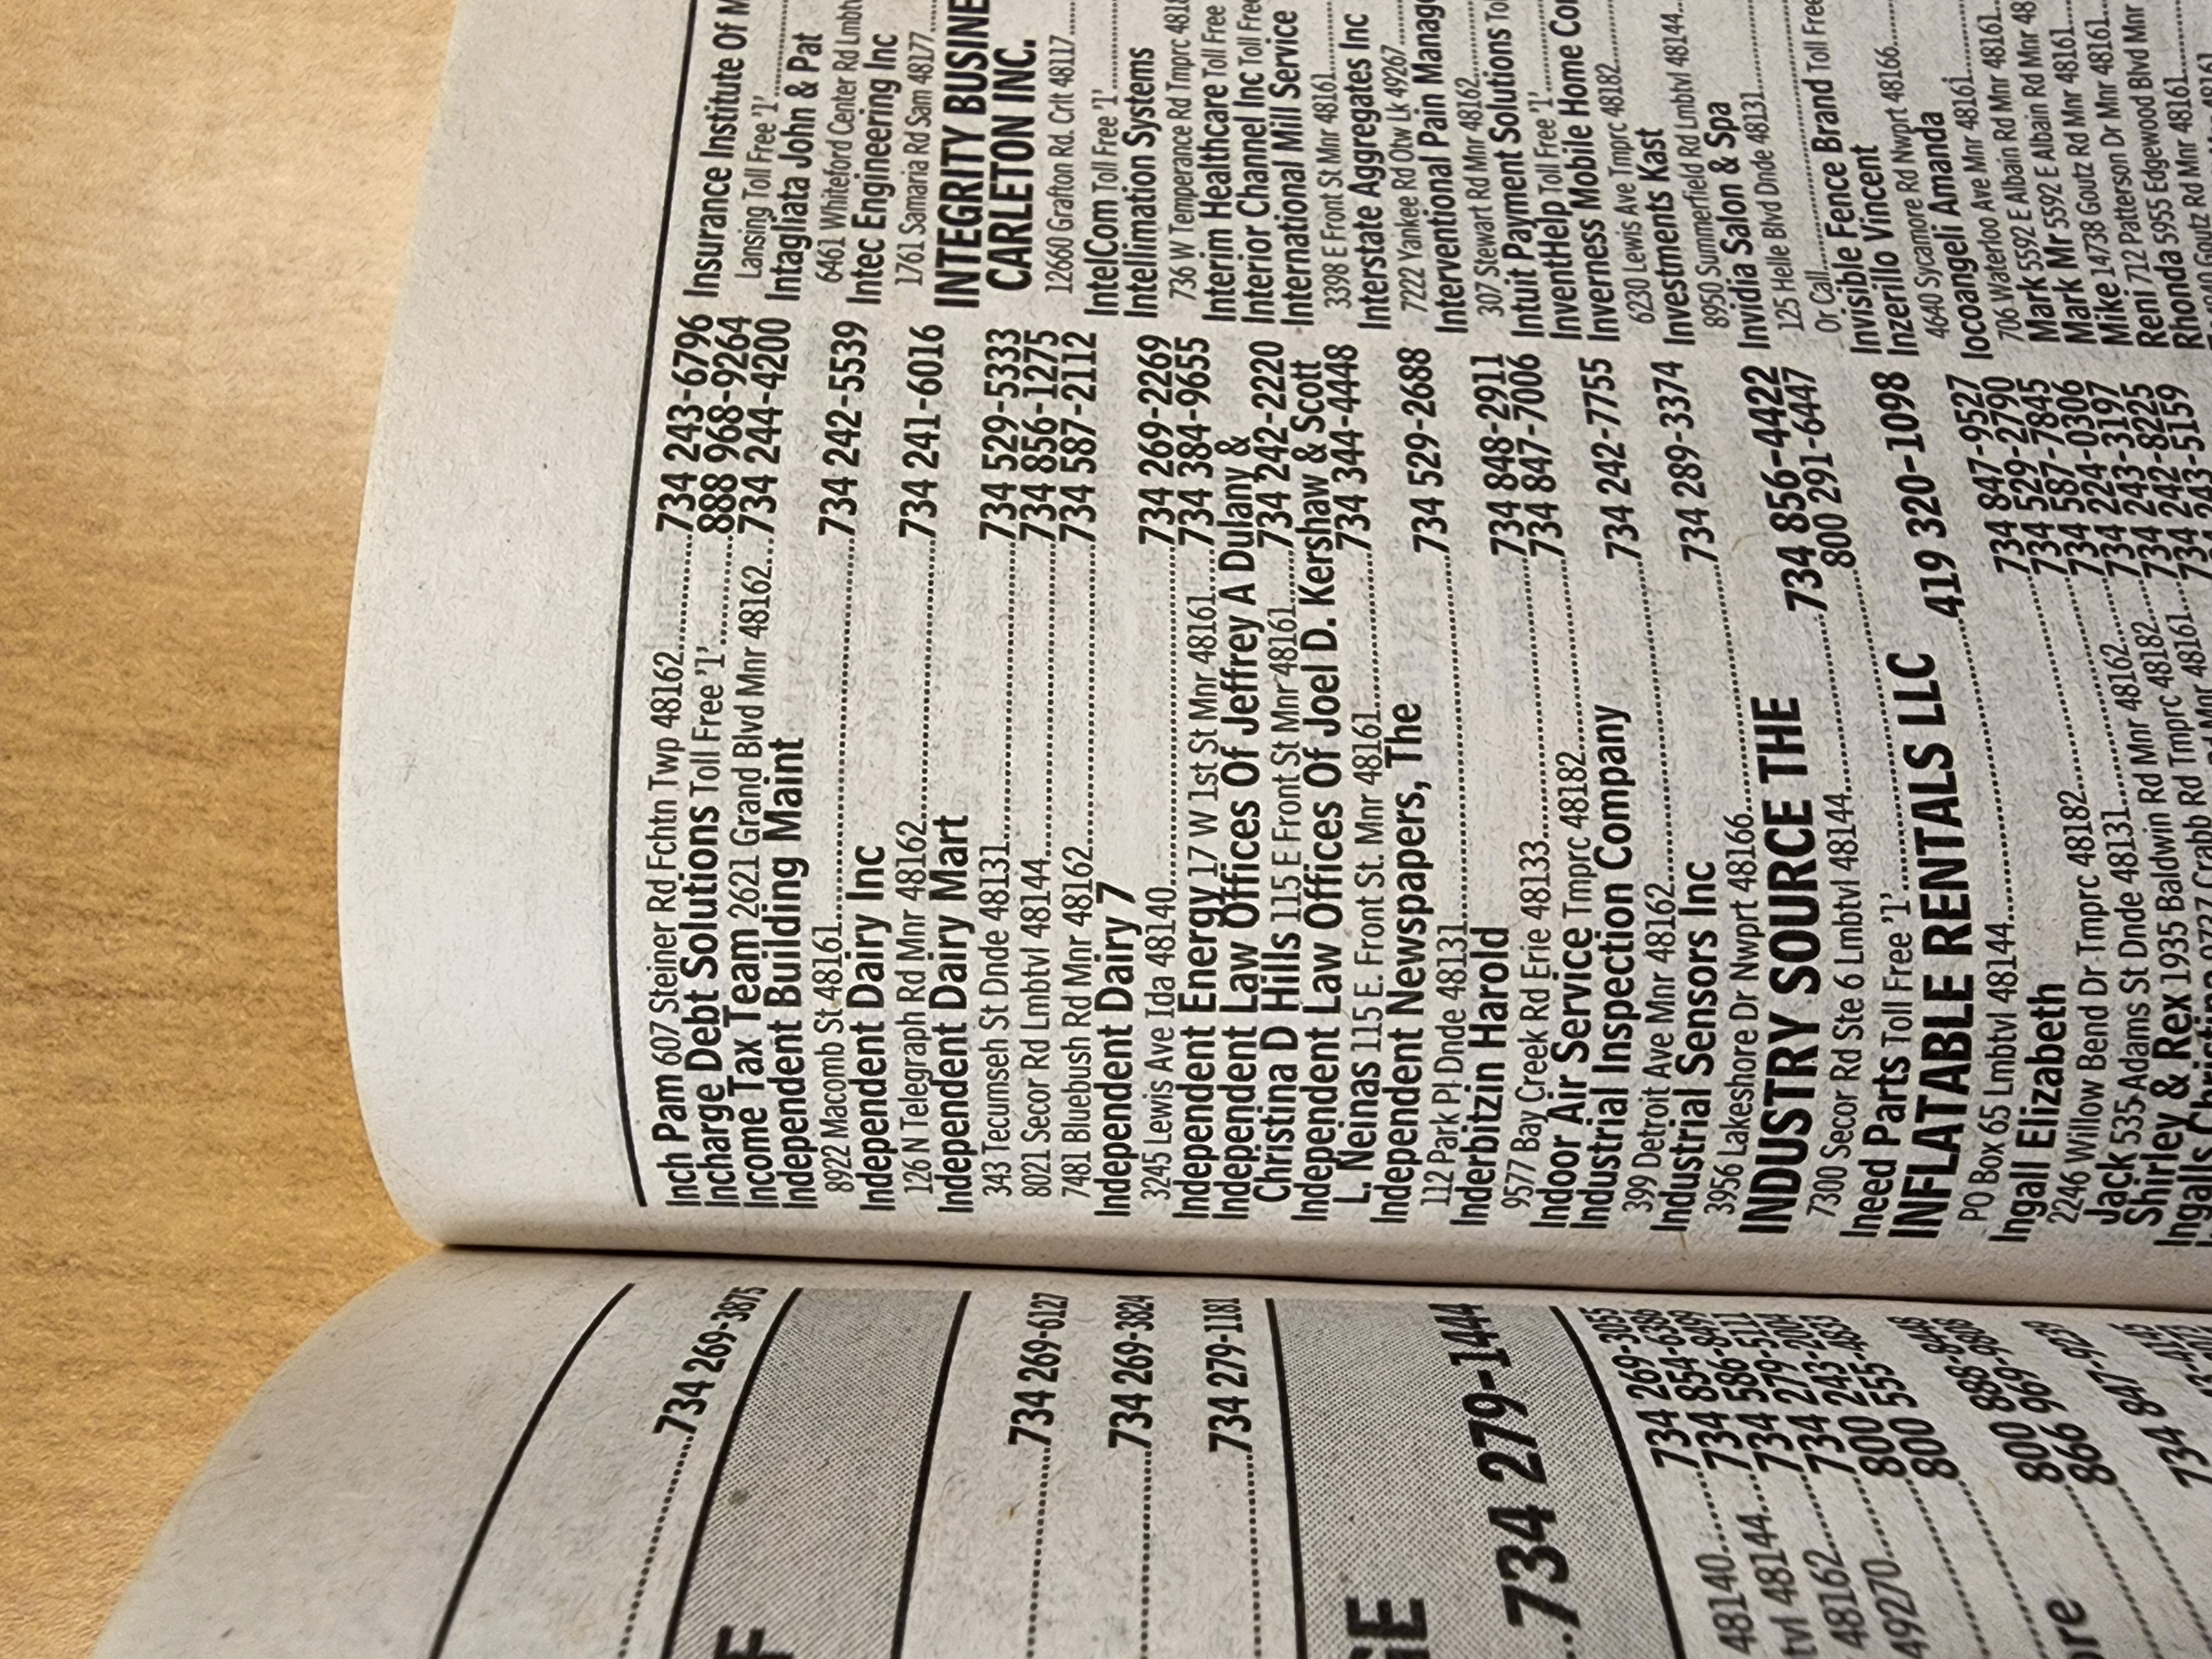 734 269-3875
734 269-6127
734 269-3824
734 279-1181
GE
734 279-1444
48140
48144
48162
49270
Inch Pam 607 Steiner Rd Fchtn Twp 48162........734 243-6796
Incharge Debt Solutions Toll Free '1'..........888 968-9264
Income Tax Team 2621 Grand Blvd Mnr 48162...734 244-4200
Independent Building Maint
8922 Macomb St 48161..........734 242-5539
Independent Dairy Inc
126 N Telegraph Rd Mnr 48162..........734 241-6016
Independent Dairy Mart
343 Tecumseh St Dnde 48131..........734 529-5333
8021 Secor Rd Lmbtvl 48144..........734 856-1275
7481 Bluebush Rd Mnr 48162..........734 587-2112
Independent Dairy 7
3245 Lewis Ave Ida 48140..........734 269-2269
Independent Energy 17 W 1st St Mnr 48161....734 384-9655
Independent Law Offices Of Jeffrey A Dulany &
Christina D Hills 115 E Front St Mnr 48161.....734 242-2220
Independent Law Offices Of Joel D. Kershaw & Scott
L. Neinas 115 E. Front St. Mnr 48161..........734 344-4448
Independent Newspapers, The
112 Park Pl Dnde 48131..........734 529-2688
Inderbitzin Harold
9577 Bay Creek Rd Erie 48133..........734 848-2911
Indoor Air Service Tmprc 48182..........734 847-7006
Industrial Inspection Company
399 Detroit Ave Mnr 48162..........734 242-7755
Industrial Sensors Inc
3956 Lakeshore Dr Nwprt 48166..........734 289-3374
INDUSTRY SOURCE THE
7300 Secor Rd Ste 6 Lmbtvl 48144..........734 856-4422
Ineed Parts Toll Free '1'..........800 291-6447
INFLATABLE RENTALS LLC
PO Box 65 Lmbtvl 48144..........419 320-1098
Ingall Elizabeth
2246 Willow Bend Dr Tmprc 48182..........734 847-9527
Jack 535 Adams St Dnde 48131..........734 529-2790
Shirley & Rex 1935 Baldwin Rd Mnr 48162....734 587-7845
Insurance Institute Of
Lansing Toll Free '1'..........
Intagliata John & Pat
6461 Whiteford Center Rd
Intec Engineering Inc
1761 Samaria Rd Sam 48177
INTEGRITY BUSINE
CARLETON INC.
12660 Grafton Rd. Crlt 48117
IntelCom Toll Free '1'..........
Intellimation Systems
736 W Temperance Rd Tmprc
Interim Healthcare Toll Free
Interior Channel Inc Toll
International Mill Service
3398 E Front St Mnr 48161
Interstate Aggregates Inc
7222 Yankee Rd Otw Lk 49267
Interventional Pain
307 Stewart Rd Mnr 48162
Intuit Payment Solutions
InventHelp Toll Free '1'
Inverness Mobile Home
6230 Lewis Ave Tmprc 48182
Investments Kast
8950 Summerfield Rd Lmbtvl 48144
Invidia Salon & Spa
125 Helle Blvd Dnde 48131
Or Call
Invisible Fence Brand Toll Free
Inzerillo Vincent
4640 Sycamore Rd Nwprt 48166
Iocoangeli Amanda
706 Waterloo Ave Mnr 48161
Mark 5592 E Albain Rd Mnr
Mark Mr 5592 E Albain Rd Mnr
Mike 14738 Goutz Rd Mnr 48161
Reni 712 Patterson Dr Mnr 48161
Rhonda 5955 Edgewood Blvd Mnr